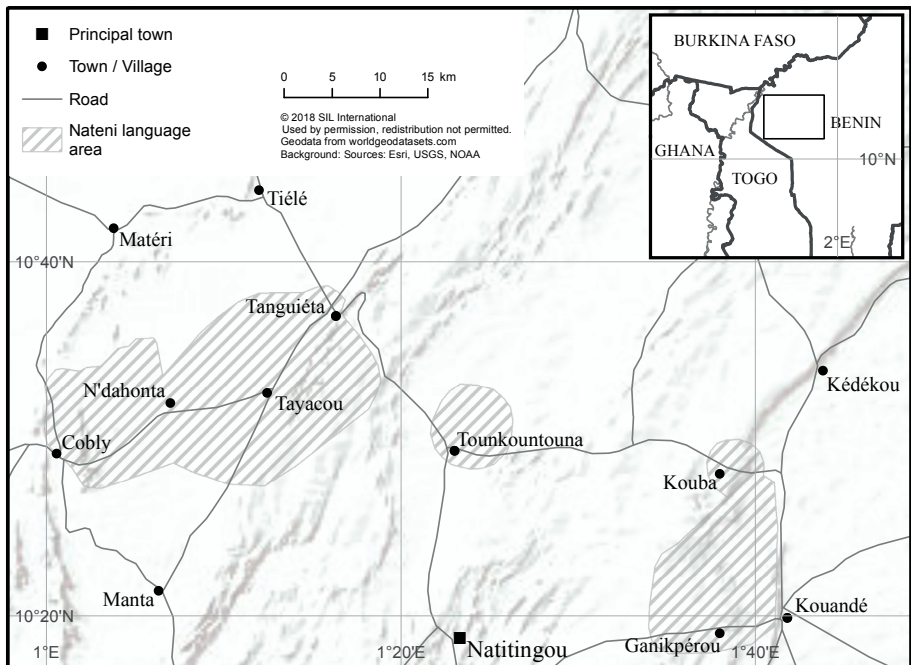 Principal town
Town / Village
Road
Nateni language
area
0 5 10 15 km
© 2018 SIL International
Used by permission, redistribution not permitted.
Geodata from worldgeodatasets.com
Background: Sources: Esri, USGS, NOAA
BURKINA FASO
BENIN
GHANA
10°N
TOGO
2°E
Tiélé
Matéri
10°40'N
Tanguiéta
Kédékou
N'dahonta
Tayacou
Cobly
Tounkountouna
Kouba
Manta
Kouandé
10°20'N
Ganikpérou
Natitingou
1°E
1°20'E
1°40'E